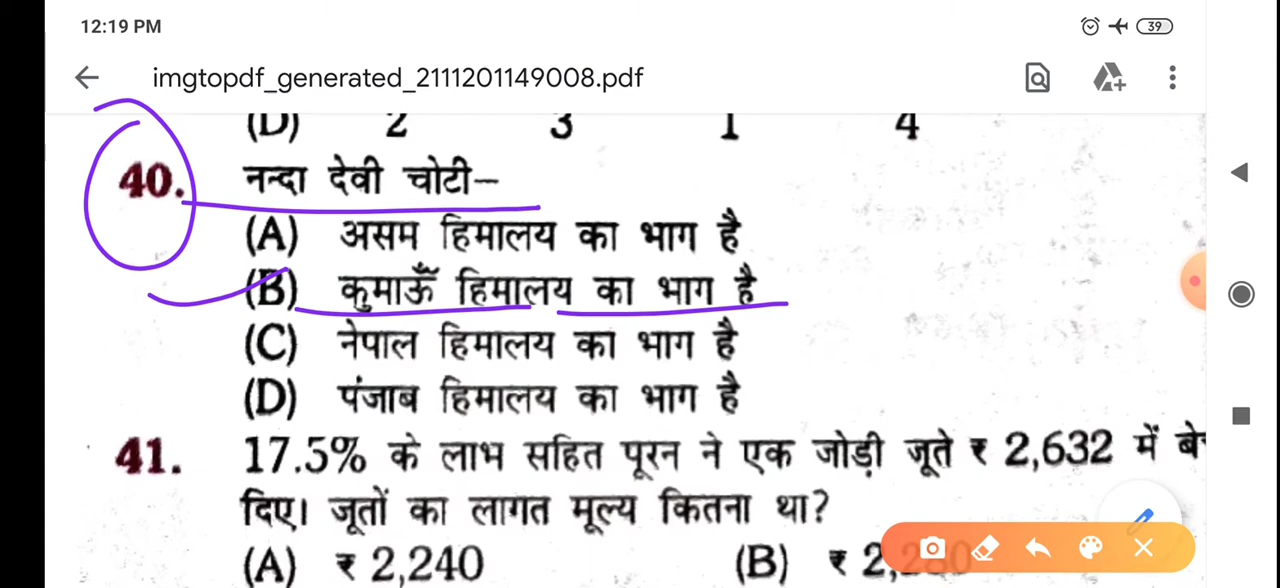 12:19 PM 39
imgtopdf_generated_2111201149008.pdf
(D) 2 3 1 4
40. नन्दा देवी चोटी–
(A) असम हिमालय का भाग है
(B) कुमाऊँ हिमालय का भाग है
(C) नेपाल हिमालय का भाग है
(D) पंजाब हिमालय का भाग है
41. 17.5% के लाभ सहित पूरन ने एक जोड़ी जूते ₹ 2,632 में
दिए। जूतों का लागत मूल्य कितना था?
(A) ₹ 2,240 (B) ₹